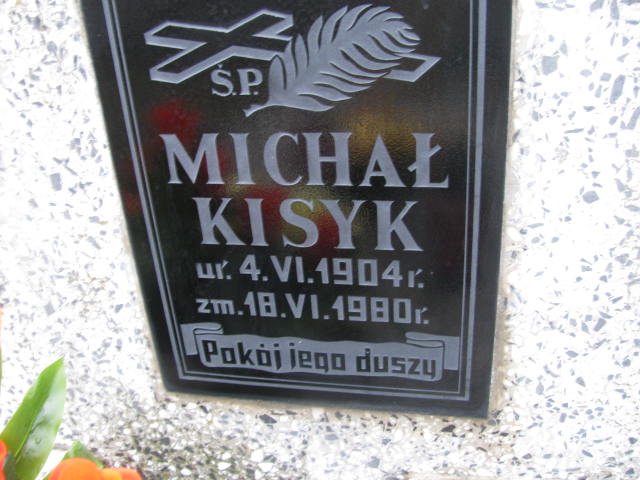 Ś.P.
MICHAŁ
KISYK
ur. 4.VI.1904r.
zm.18.VI.1980r.
Pokój jego duszy